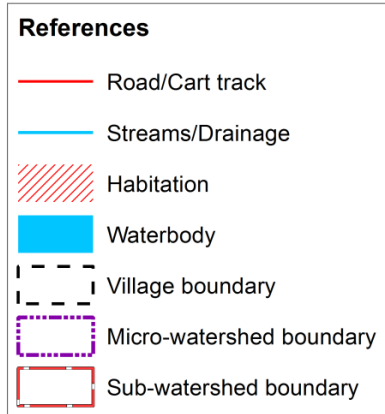 References
Road/Cart track
Streams/Drainage
Habitation
Waterbody
Village boundary
Micro-watershed boundary
Sub-watershed boundary